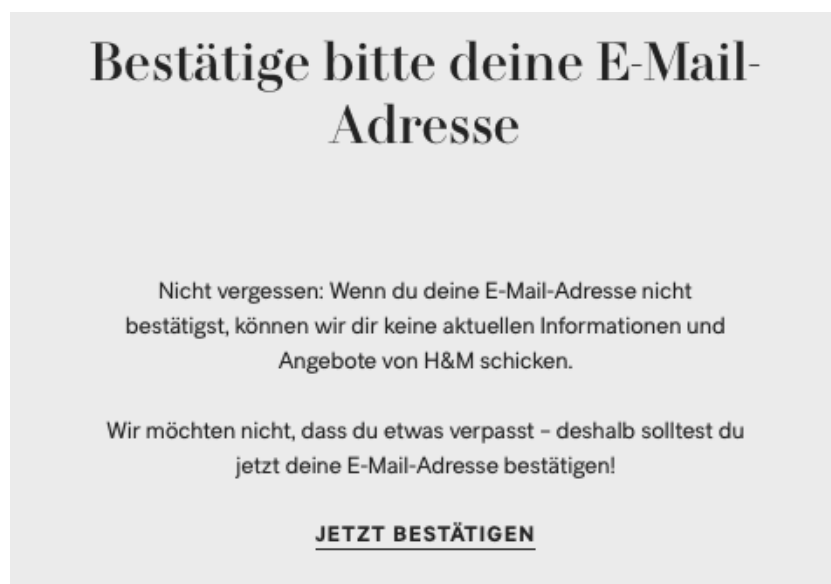 Bestätige bitte deine E-Mail-
Adresse
Nicht vergessen: Wenn du deine E-Mail-Adresse nicht
bestätigst, können wir dir keine aktuellen Informationen und
Angebote von H&M schicken.
Wir möchten nicht, dass du etwas verpasst – deshalb solltest du
jetzt deine E-Mail-Adresse bestätigen!
JETZT BESTÄTIGEN